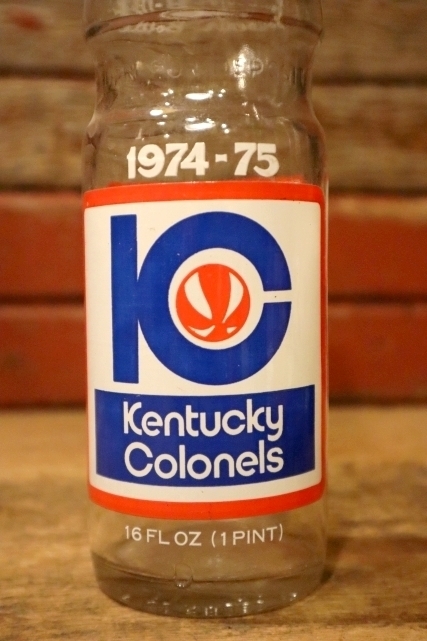 1974-75
KC
Kentucky
Colonels
16 FL OZ (1 PINT)